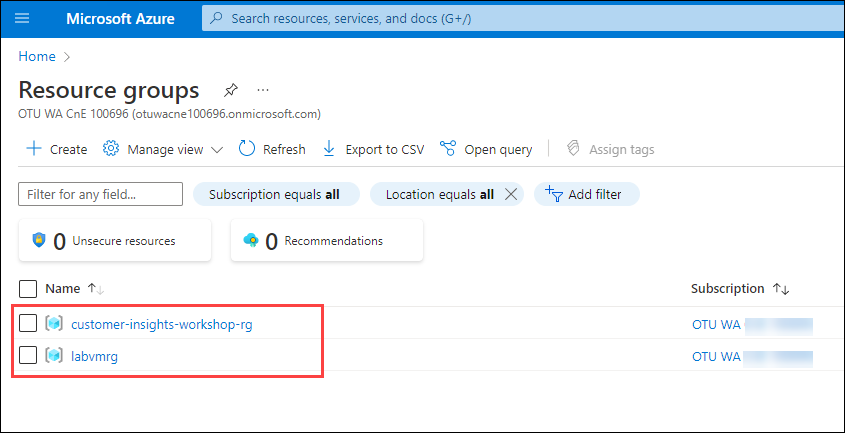 Microsoft Azure
Search resources, services, and docs (G+/)
Home
Resource groups
OTU WA CnE 100696 (otuwacne100696.onmicrosoft.com)
Create Manage view Refresh Export to CSV Open query Assign tags
Filter for any field... Subscription equals all Location equals all Add filter
0 Unsecure resources 0 Recommendations
Name Subscription
customer-insights-workshop-rg OTU WA
labvmrg OTU WA